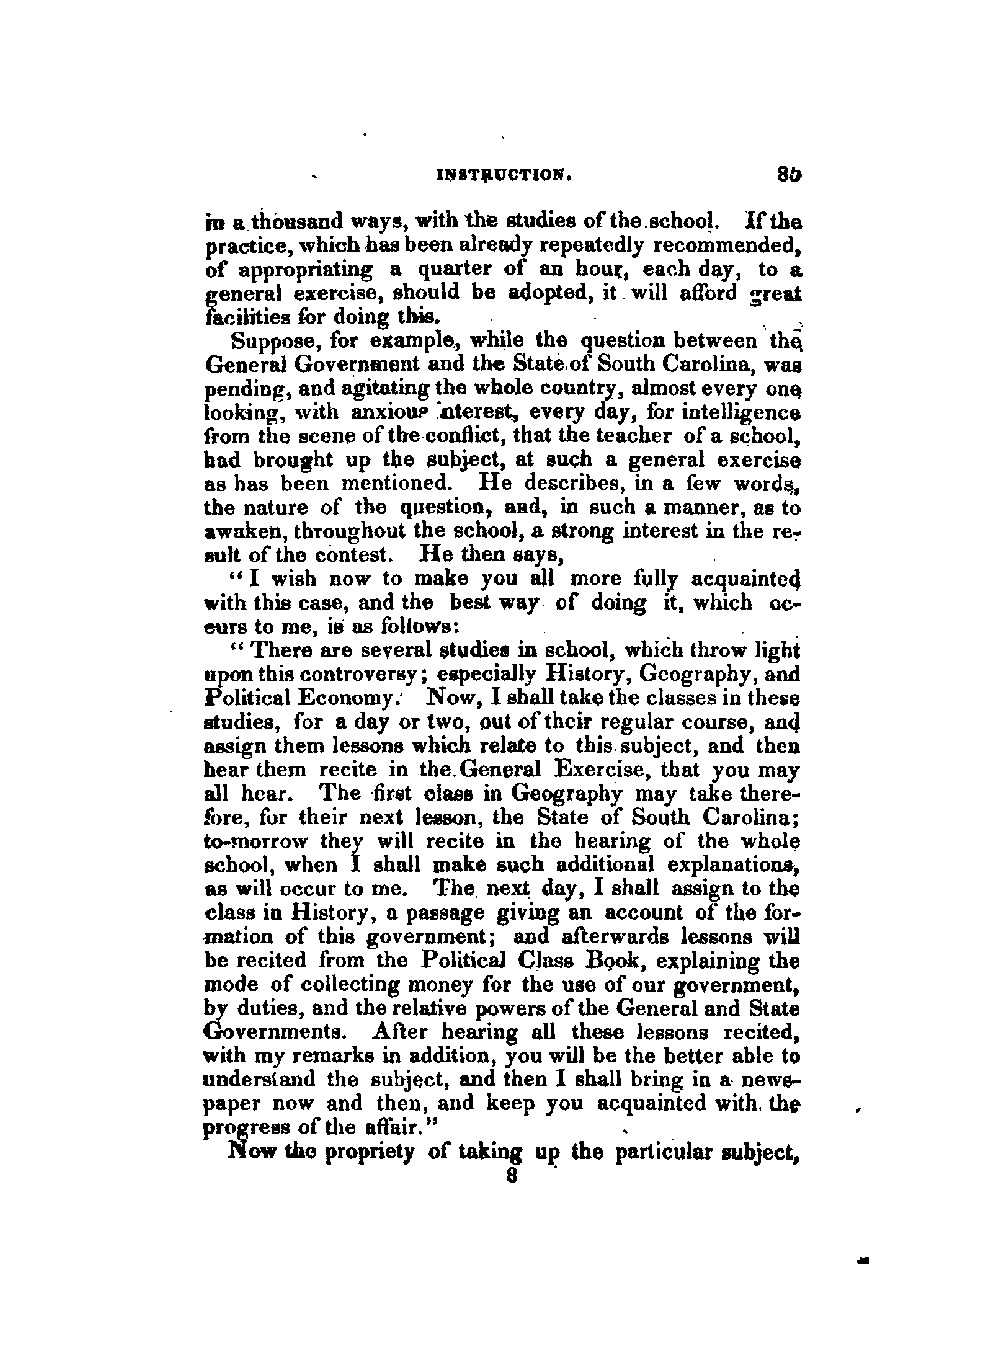 INSTRUCTION. 85
in a thousand ways, with the studies of the school. If the
practice, which has been already repeatedly recommended,
of appropriating a quarter of an hour, each day, to a
general exercise, should be adopted, it will afford great
facilities for doing this.
Suppose, for example, while the question between the
General Government and the State of South Carolina, was
pending, and agitating the whole country, almost every one
looking, with anxious interest, every day, for intelligence
from the scene of the conflict, that the teacher of a school,
had brought up the subject, at such a general exercise
as has been mentioned. He describes, in a few words,
the nature of the question, and, in such a manner, as to
awaken, throughout the school, a strong interest in the re-
sult of the contest. He then says,
“I wish now to make you all more fully acquainted
with this case, and the best way of doing it, which oc-
curs to me, is as follows:
“There are several studies in school, which throw light
upon this controversy; especially History, Geography, and
Political Economy. Now, I shall take the classes in these
studies, for a day or two, out of their regular course, and
assign them lessons which relate to this subject, and then
hear them recite in the General Exercise, that you may
all hear. The first class in Geography may take there-
fore, for their next lesson, the State of South Carolina;
to-morrow they will recite in the hearing of the whole
school, when I shall make such additional explanations,
as will occur to me. The next day, I shall assign to the
class in History, a passage giving an account of the for-
mation of this government; and afterwards lessons will
be recited from the Political Class Book, explaining the
mode of collecting money for the use of our government,
by duties, and the relative powers of the General and State
Governments. After hearing all these lessons recited,
with my remarks in addition, you will be the better able to
understand the subject, and then I shall bring in a news-
paper now and then, and keep you acquainted with the
progress of the affair.”
Now the propriety of taking up the particular subject,
8